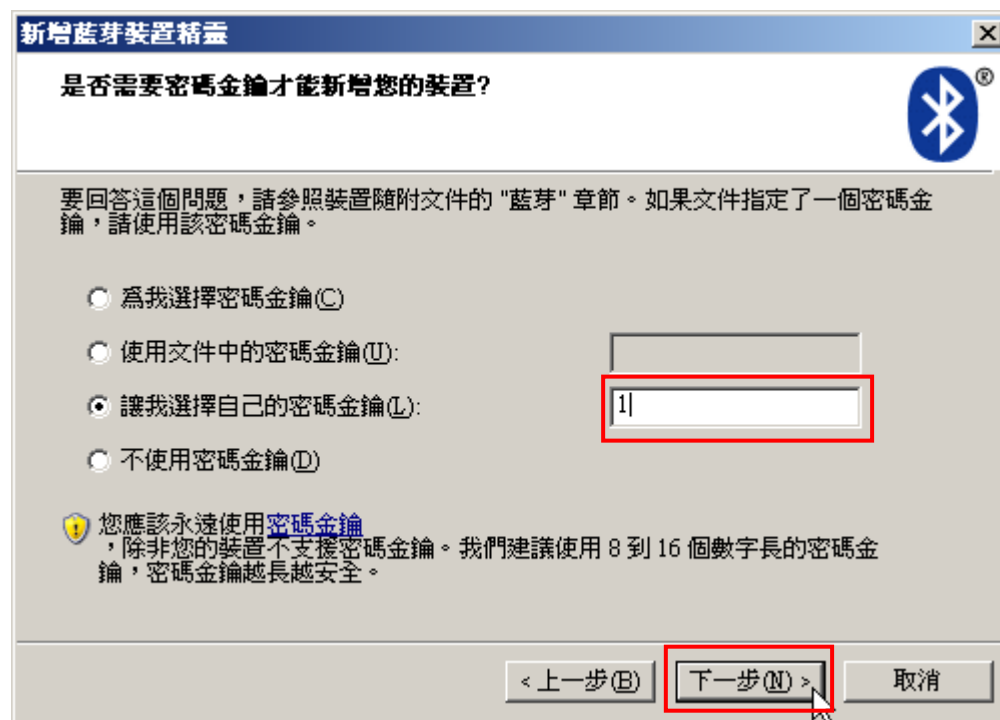 新增藍芽裝置精靈
是否需要密碼金鑰才能新增您的裝置?
®
要回答這個問題，請參照裝置隨附文件的 "藍芽" 章節。如果文件指定了一個密碼金
鑰，請使用該密碼金鑰。
為我選擇密碼金鑰(C)
使用文件中的密碼金鑰(U):
讓我選擇自己的密碼金鑰(L):
1
不使用密碼金鑰(D)
您應該永遠使用密碼金鑰
，除非您的裝置不支援密碼金鑰。我們建議使用 8 到 16 個數字長的密碼金
鑰，密碼金鑰越長越安全。
< 上一步(B) 下一步(N) > 取消